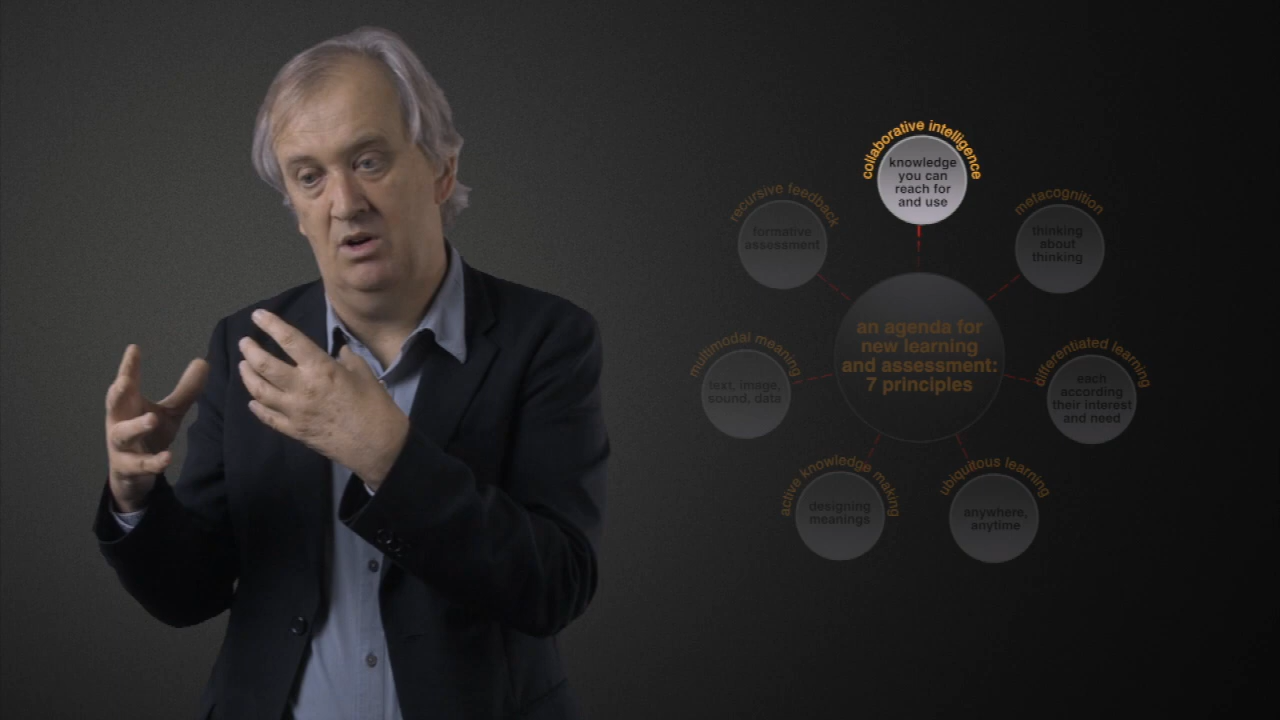 collaborative intelligence
knowledge
you can
reach for
and use
metacognition
thinking
about
thinking
differentiated learning
each
according
their interest
and need
ubiquitous learning
anywhere,
anytime
active knowledge making
designing
meanings
multimodal meaning
text, image,
sound, data
recursive feedback
formative
assessment
an agenda for
new learning
and assessment:
7 principles